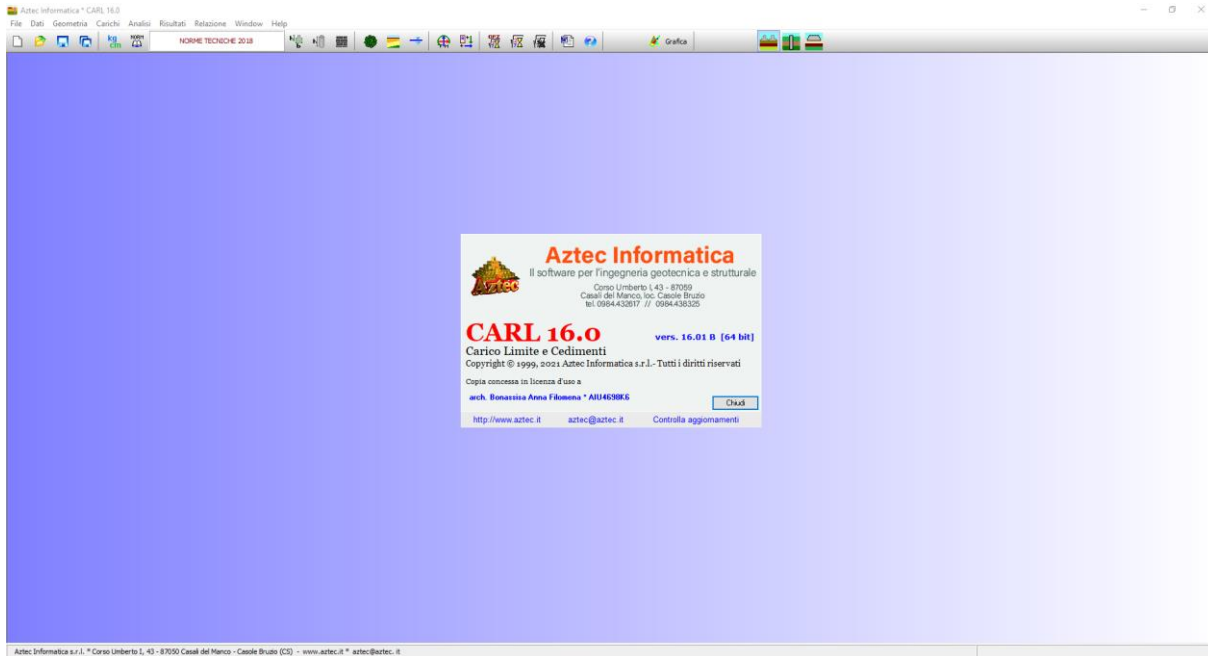 Aztec Informatica * CARL 16.0
File Dati Geometria Carichi Analisi Risultati Relazione Window Help
kg cm NORM NORME TECNICHE 2018 Grafica
Aztec
Aztec Informatica
Il software per l'ingegneria geotecnica e strutturale
Corso Umberto I, 43 - 87059
Casali del Manco, loc. Casole Bruzio
tel. 0984.432617 // 0984.438325
CARL 16.0 vers. 16.01 B [64 bit]
Carico Limite e Cedimenti
Copyright © 1999, 2021 Aztec Informatica s.r.l.- Tutti i diritti riservati
Copia concessa in licenza d'uso a
arch. Bonassisa Anna Filomena * AIU4698K6
Chiudi
http://www.aztec.it aztec@aztec.it Controlla aggiornamenti
Aztec Informatica s.r.l. * Corso Umberto I, 43 - 87050 Casali del Manco - Casole Bruzio (CS) - www.aztec.it * aztec@aztec. it